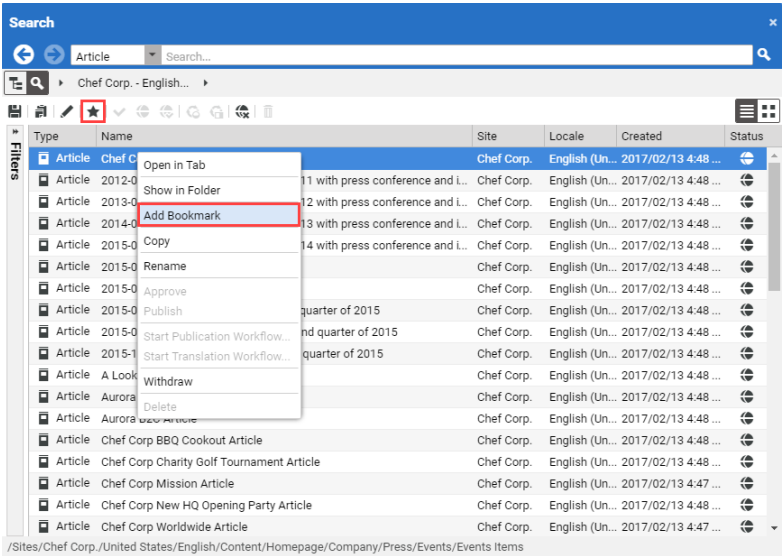 Search ×
Article Search...
Chef Corp. - English...
Type Name Site Locale Created Status
Filters
Article Chef C Chef Corp. English (Un... 2017/02/13 4:48 ...
Open in Tab
Article 2012-0 11 with press conference and i... Chef Corp. English (Un... 2017/02/13 4:48 ...
Show in Folder
Article 2013-0 12 with press conference and i... Chef Corp. English (Un... 2017/02/13 4:48 ...
Add Bookmark
Article 2014-0 13 with press conference and i... Chef Corp. English (Un... 2017/02/13 4:48 ...
Copy
Article 2015-0 14 with press conference and i... Chef Corp. English (Un... 2017/02/13 4:48 ...
Rename
Article 2015-0 Chef Corp. English (Un... 2017/02/13 4:48 ...
Approve
Article 2015-0 Chef Corp. English (Un... 2017/02/13 4:48 ...
Publish
Article 2015-0 quarter of 2015 Chef Corp. English (Un... 2017/02/13 4:48 ...
Start Publication Workflow...
Article 2015-0 nd quarter of 2015 Chef Corp. English (Un... 2017/02/13 4:48 ...
Start Translation Workflow...
Article 2015-1 quarter of 2015 Chef Corp. English (Un... 2017/02/13 4:48 ...
Article A Look Chef Corp. English (Un... 2017/02/13 4:48 ...
Withdraw
Article Aurora Chef Corp. English (Un... 2017/02/13 4:48 ...
Delete
Article Aurora B2C Article Chef Corp. English (Un... 2017/02/13 4:48 ...
Article Chef Corp BBQ Cookout Article Chef Corp. English (Un... 2017/02/13 4:48 ...
Article Chef Corp Charity Golf Tournament Article Chef Corp. English (Un... 2017/02/13 4:48 ...
Article Chef Corp Mission Article Chef Corp. English (Un... 2017/02/13 4:47 ...
Article Chef Corp New HQ Opening Party Article Chef Corp. English (Un... 2017/02/13 4:48 ...
Article Chef Corp Worldwide Article Chef Corp. English (Un... 2017/02/13 4:47 ...
/Sites/Chef Corp./United States/English/Content/Homepage/Company/Press/Events/Events Items